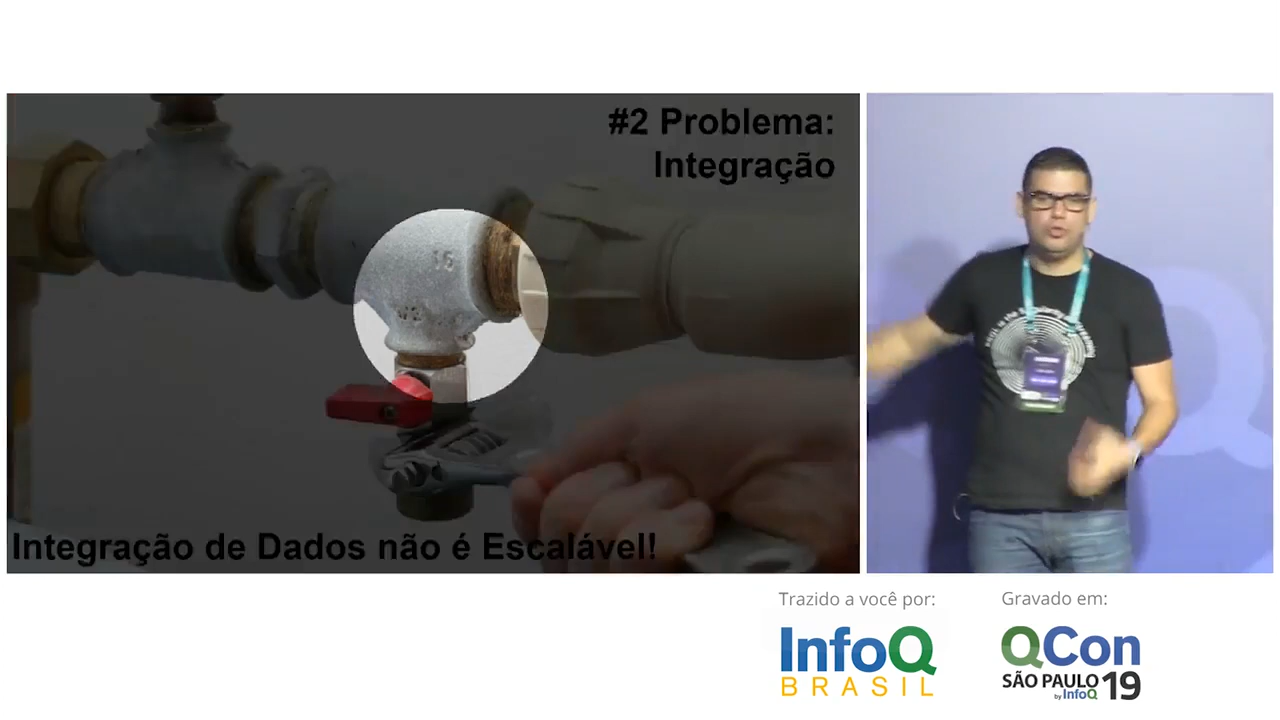 #2 Problema:
Integração
16
Integração de Dados não é Escalável!
Trazido a você por:
InfoQ
BRASIL
Gravado em:
QCon
SÃO PAULO 19
by InfoQ